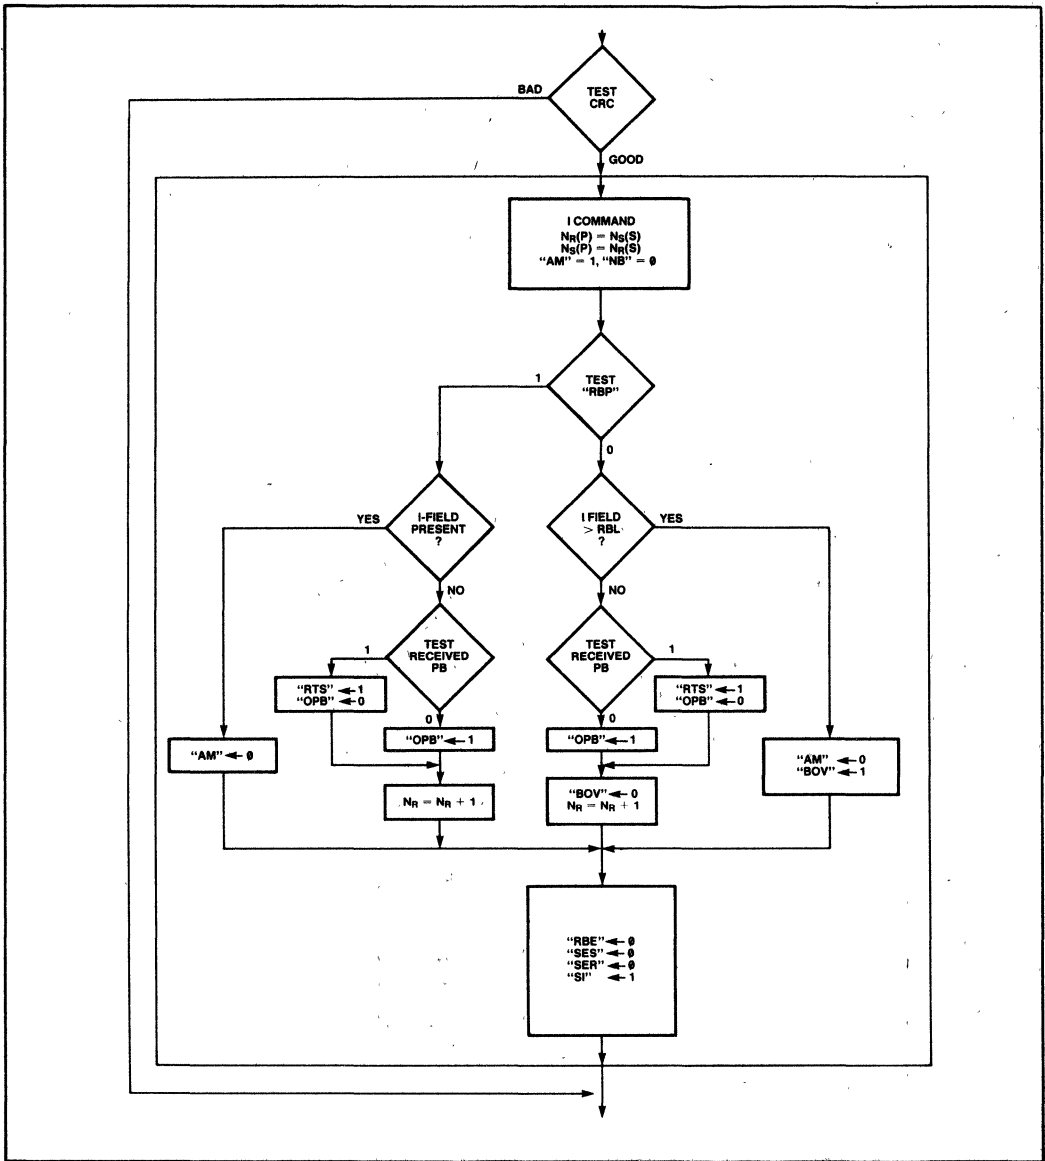 TEST
CRC
BAD
GOOD
I COMMAND
NR(P) = NS(S)
NS(P) = NR(S)
"AM" = 1, "NB" = 0
TEST
"RBP"
1
0
I-FIELD
PRESENT
?
YES
NO
I FIELD
> RBL
?
YES
NO
TEST
RECEIVED
PB
1
0
TEST
RECEIVED
PB
1
0
"RTS" ← 1
"OPB" ← 0
"RTS" ← 1
"OPB" ← 0
"AM" ← 0
"OPB" ← 1
"OPB" ← 1
"AM" ← 0
"BOV" ← 1
NR = NR + 1
"BOV" ← 0
NR = NR + 1
"RBE" ← 0
"SES" ← 0
"SER" ← 0
"SI" ← 1